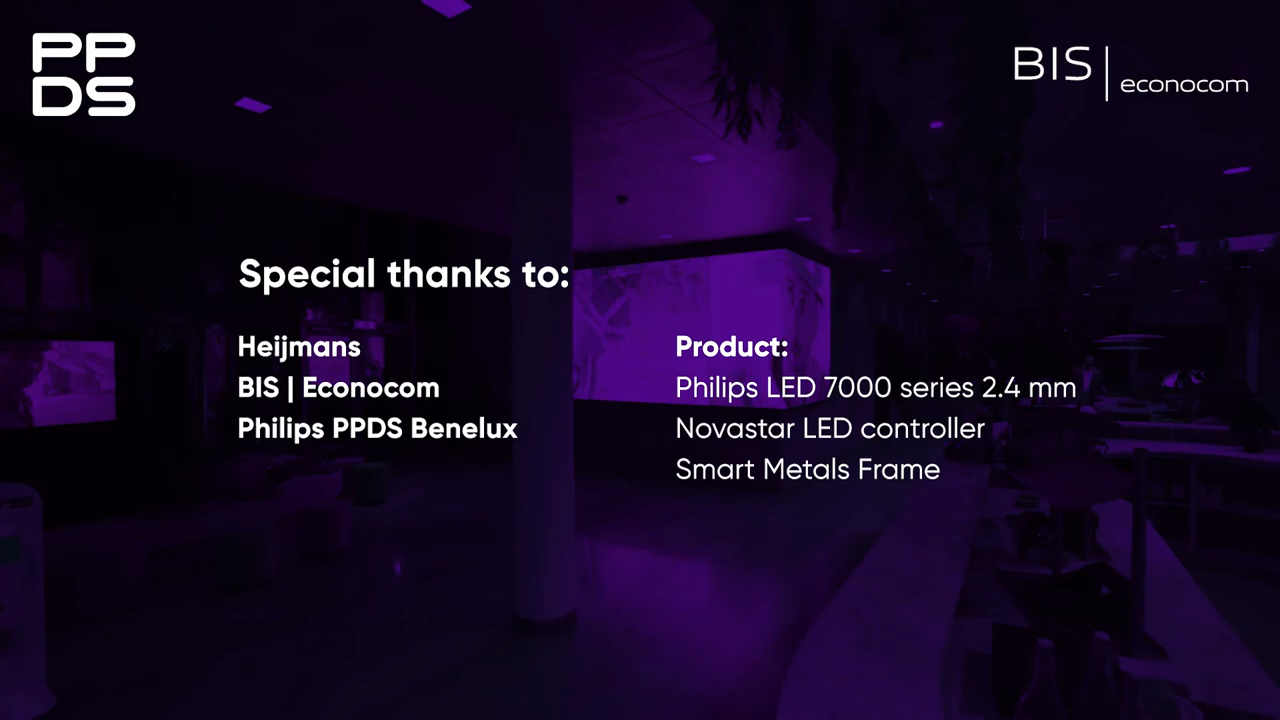 PP
DS
BIS | econocom
Special thanks to:
Heijmans
BIS | Econocom
Philips PPDS Benelux
Product:
Philips LED 7000 series 2.4 mm
Novastar LED controller
Smart Metals Frame